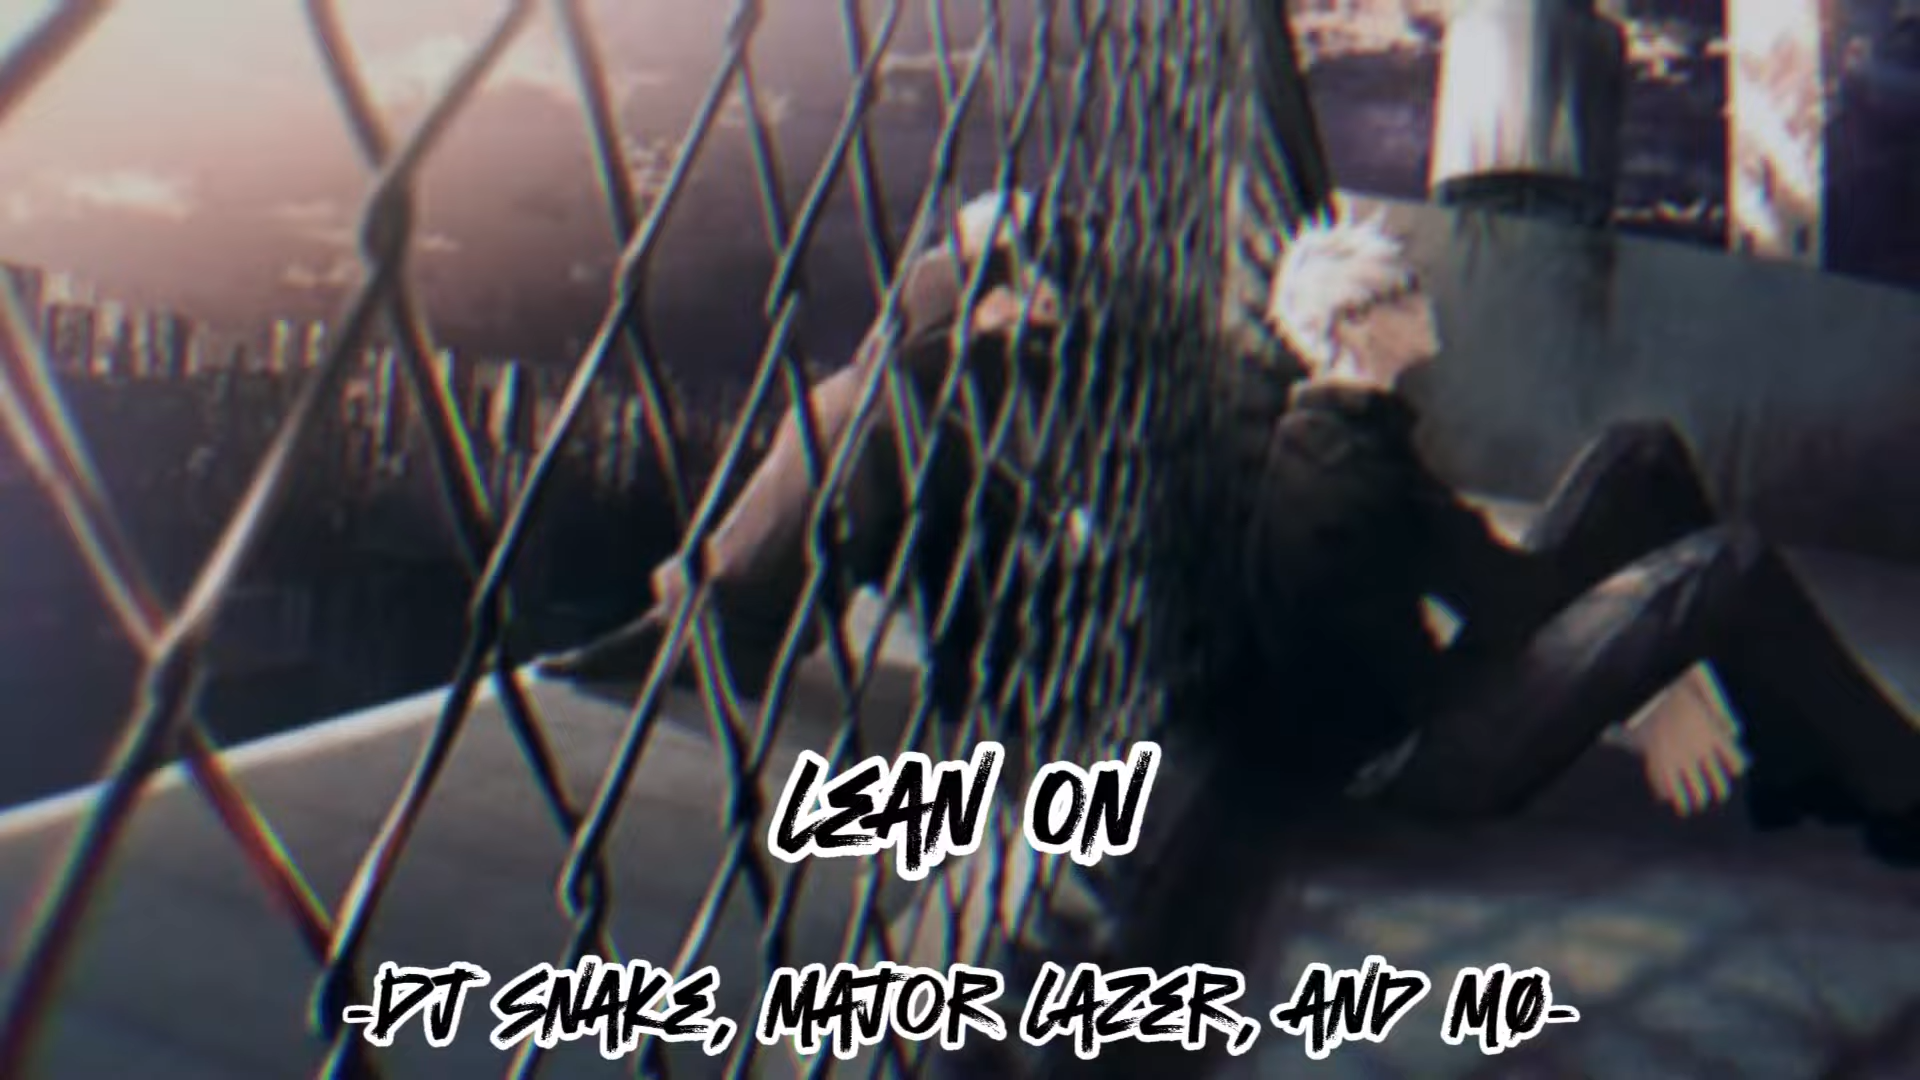 LEAN ON
-DJ SNAKE, MAJOR LAZER, AND MØ-